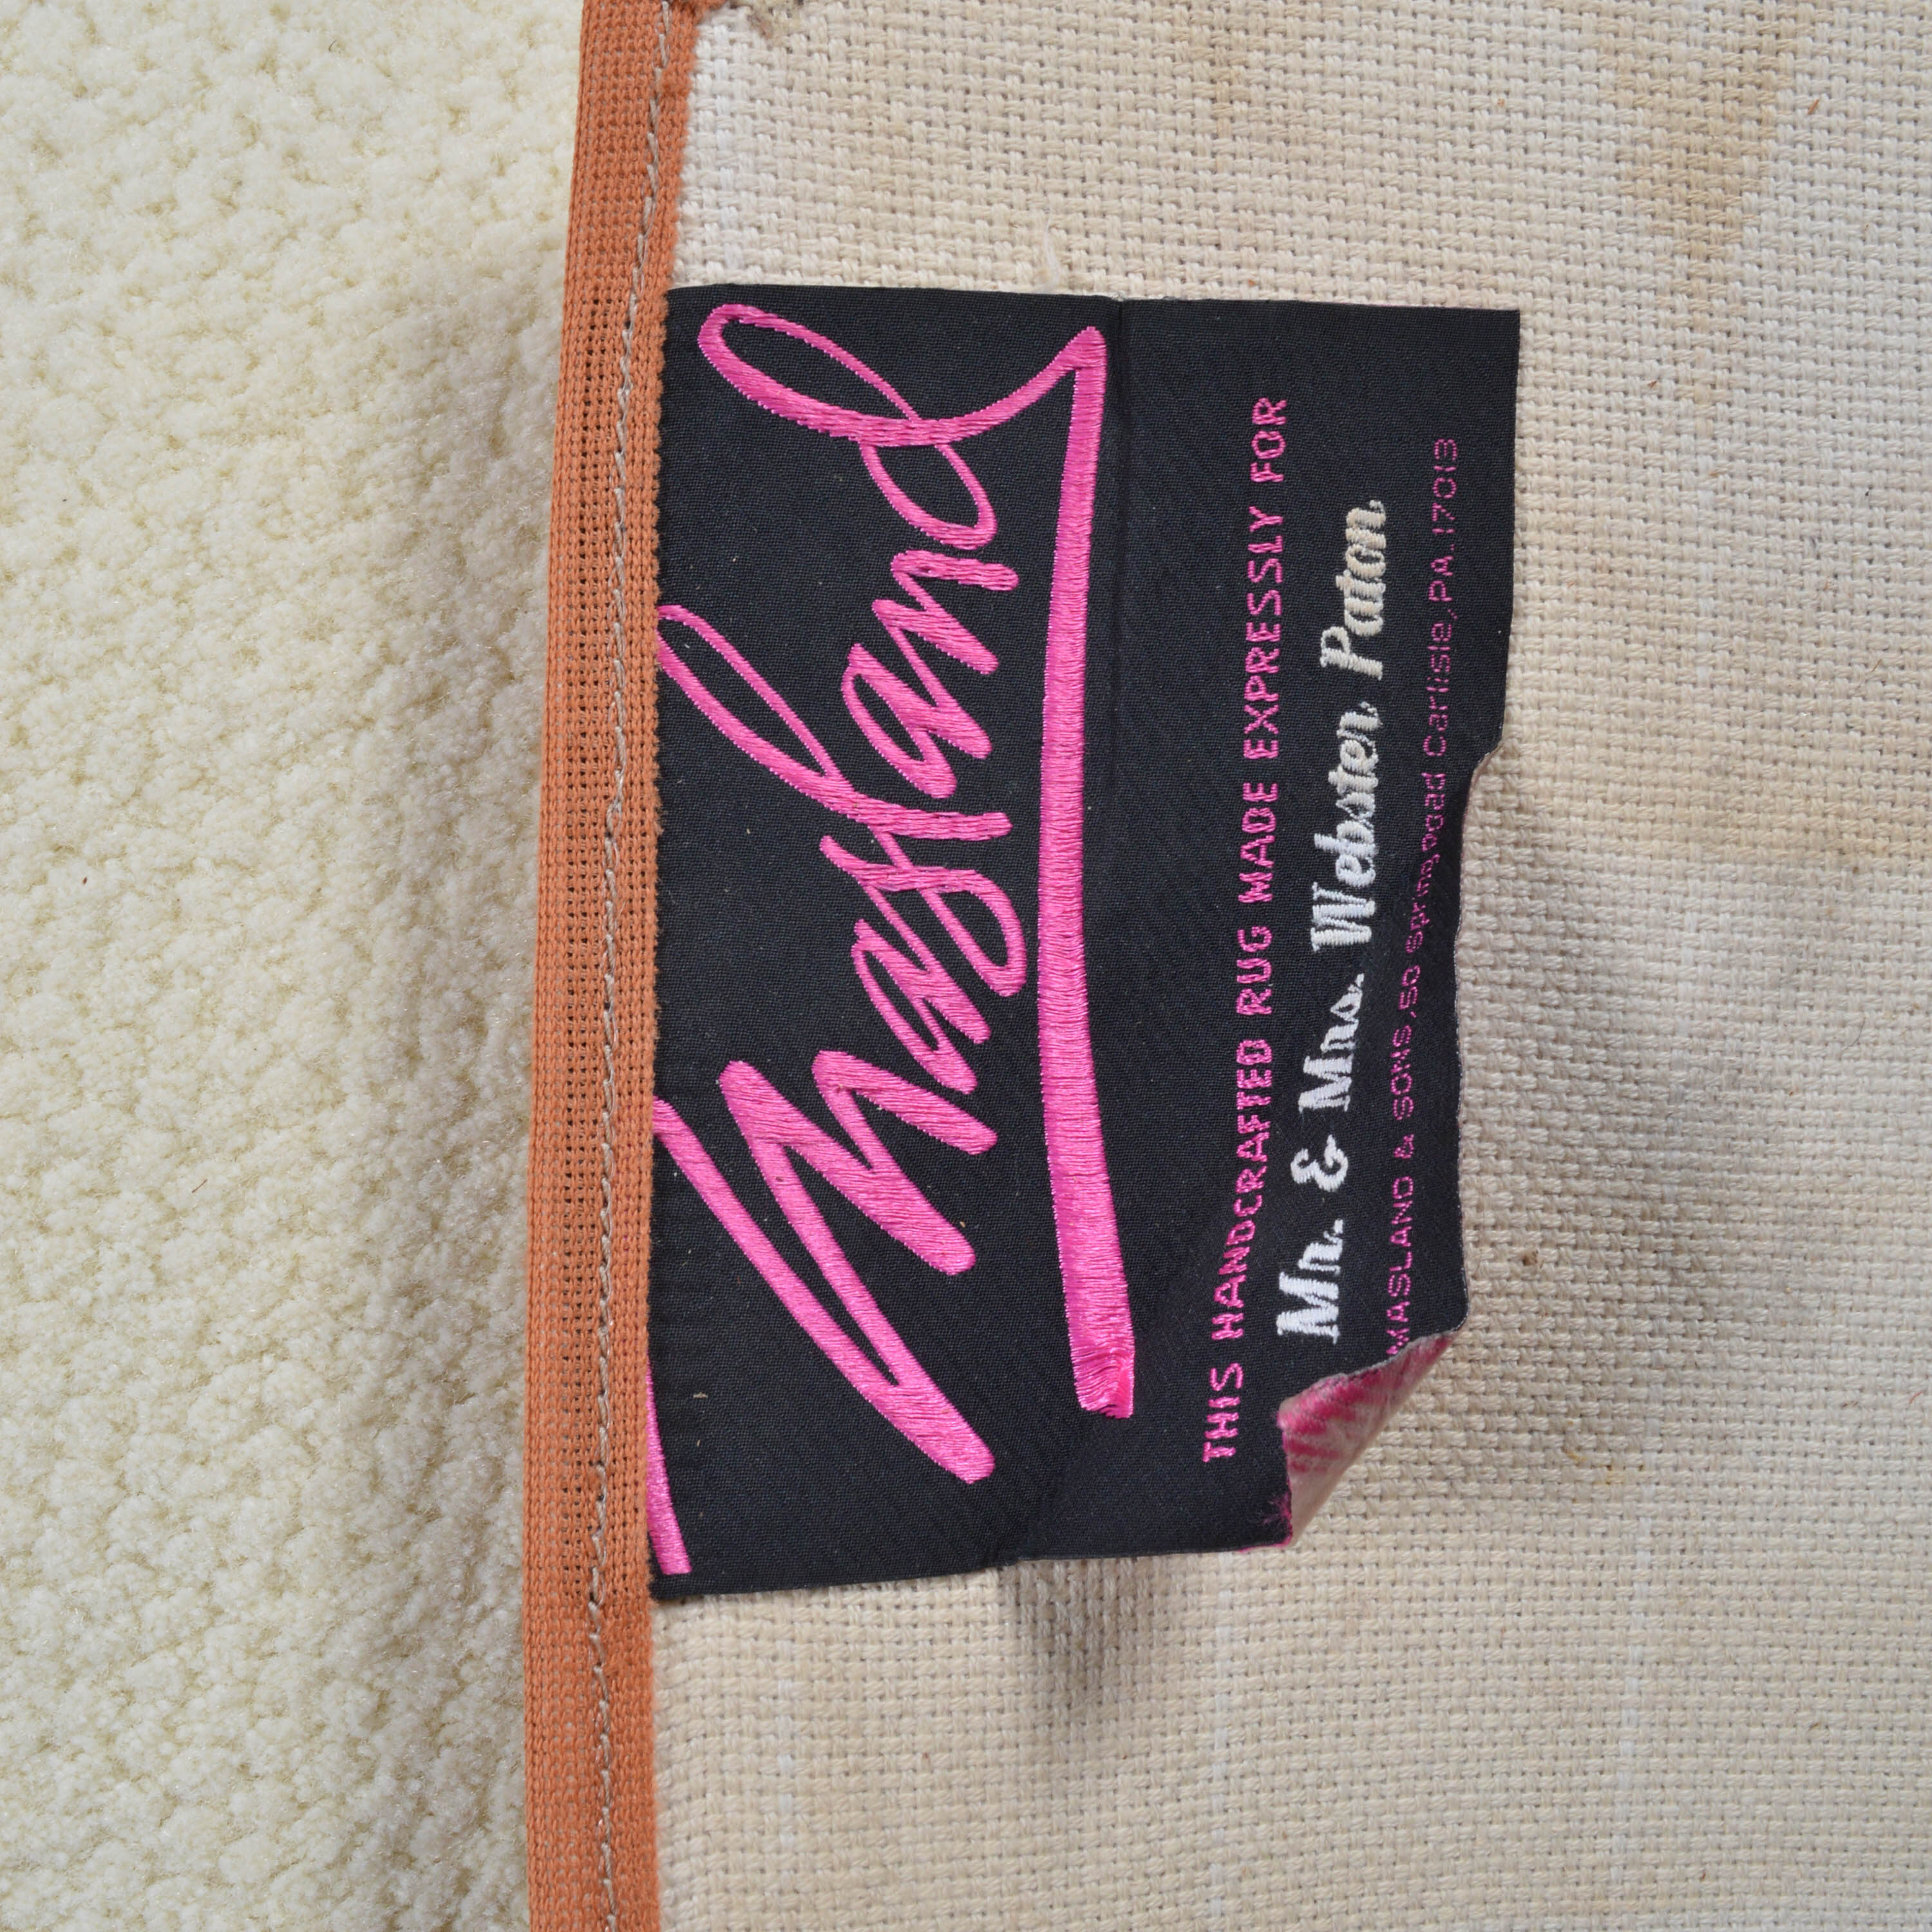 Masland
THIS HANDCRAFTED RUG MADE EXPRESSLY FOR
Mr. & Mrs. Webster Paton
MASLAND & SONS, 50 Spring Road Carlisle, PA. 17013